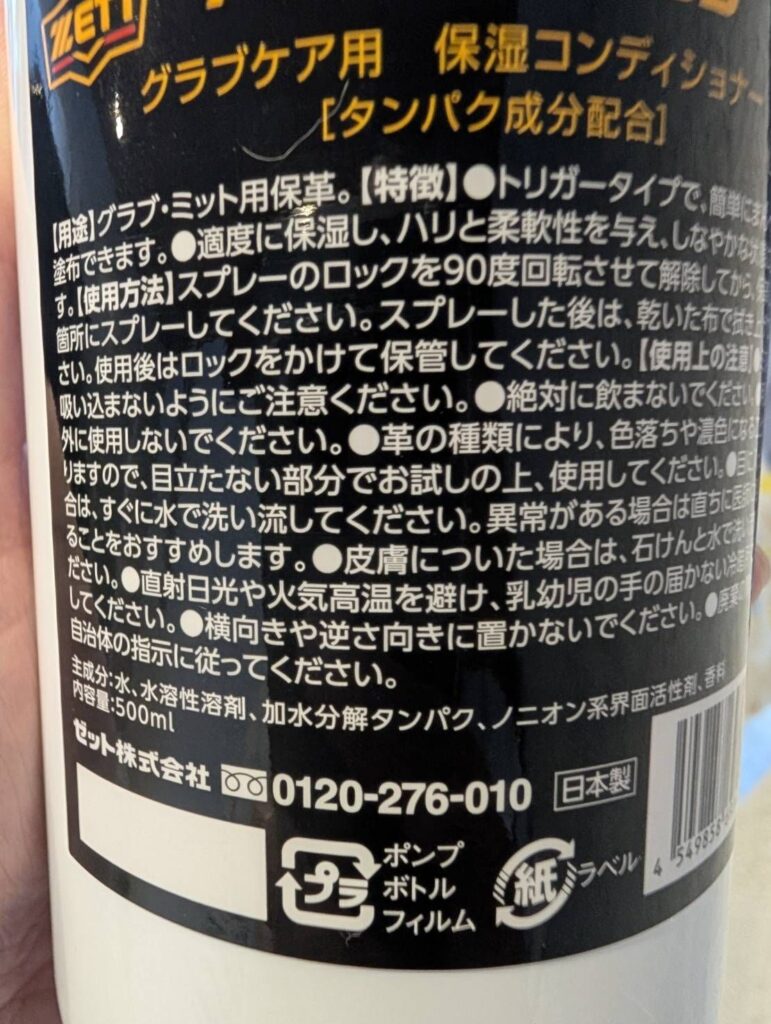 ZETT
グラブケア用 保湿コンディショナー
[タンパク成分配合]
【用途】グラブ・ミット用保革。【特徴】●トリガータイプで、簡単に
塗布できます。●適度に保湿し、ハリと柔軟性を与え、しなやかな
す。【使用方法】スプレーのロックを90度回転させて解除してから、
箇所にスプレーしてください。スプレーした後は、乾いた布で拭き
さい。使用後はロックをかけて保管してください。【使用上の注意】●
吸い込まないようにご注意ください。●絶対に飲まないでください。
外に使用しないでください。●革の種類により、色落ちや濃色になる
りますので、目立たない部分でお試しの上、使用してください。●目に
合は、すぐに水で洗い流してください。異常がある場合は直ちに医師
ることをおすすめします。●皮膚についた場合は、石けんと水で洗い
ださい。●直射日光や火気高温を避け、乳幼児の手の届かない冷暗
してください。●横向きや逆さ向きに置かないでください。●廃棄
自治体の指示に従ってください。
主成分:水、水溶性溶剤、加水分解タンパク、ノニオン系界面活性剤、香料
内容量:500ml
ゼット株式会社 0120-276-010 日本製
プラ ポンプ
ボトル
フィルム
紙 ラベル
4 549858